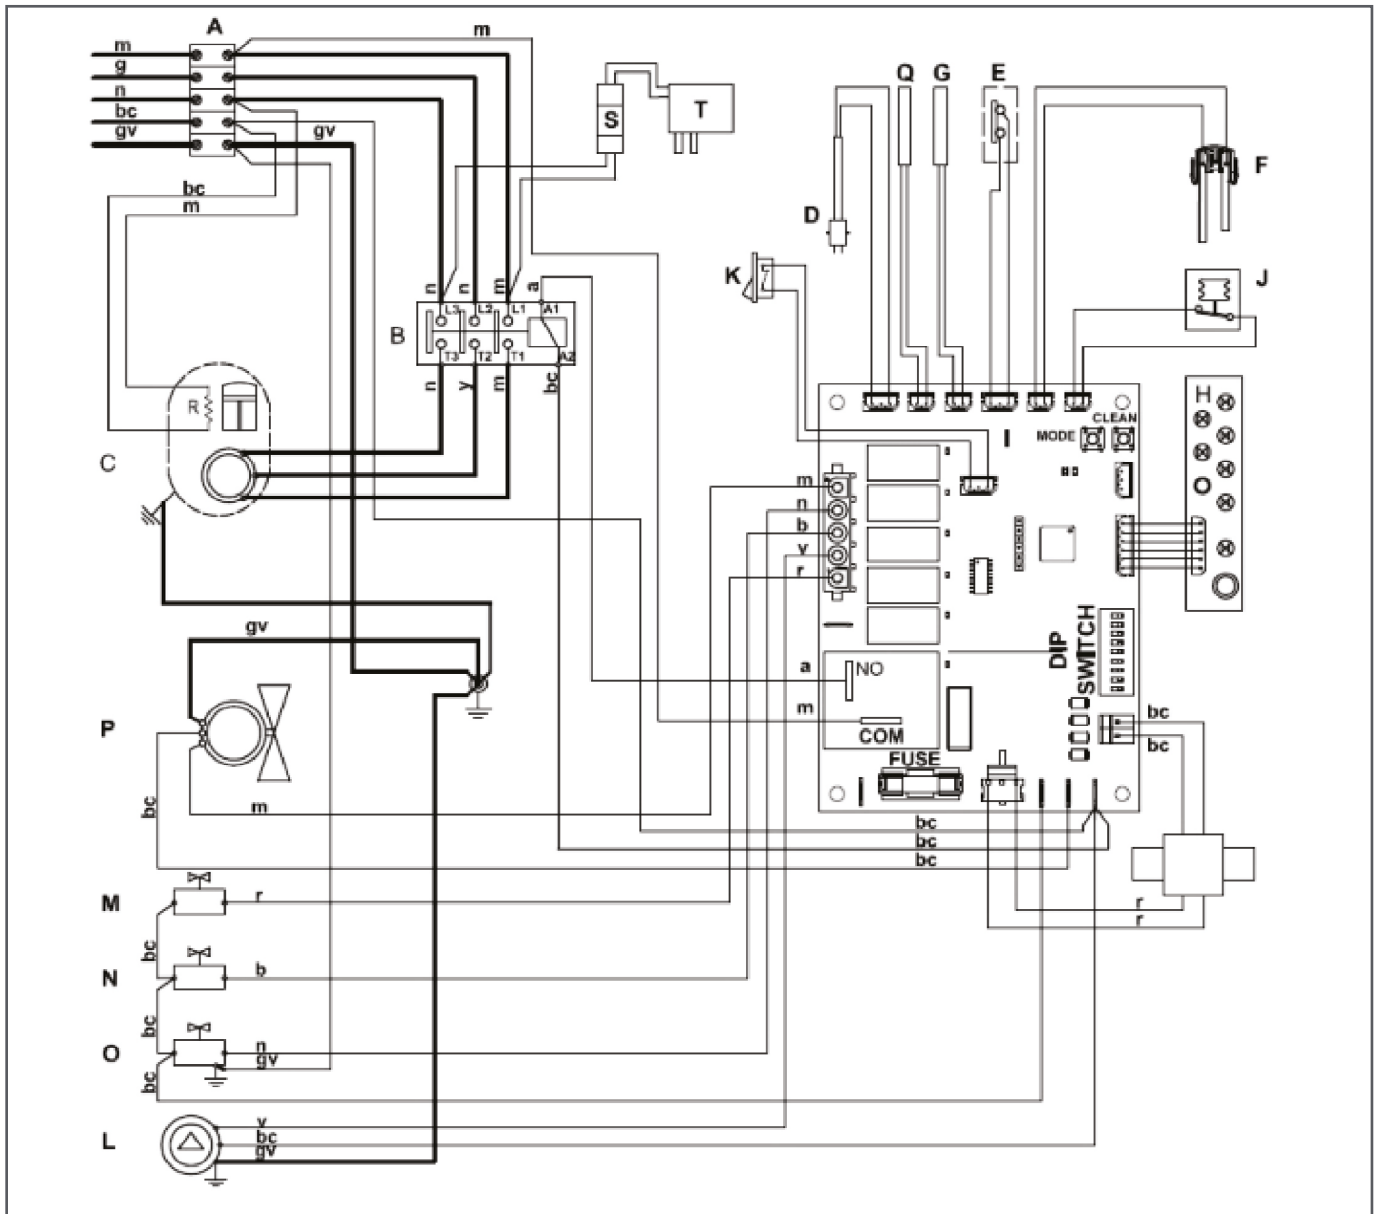 A
m
m
g
n
bc
gv
gv
bc
m
S
T
Q
G
E
D
F
K
J
n
n
m
a
B
L3
L2
L1
A1
T3
T2
T1
A2
n
y
m
bc
R
C
H
CLEAN
MODE
m
n
b
v
r
DIP
SWITCH
a
NO
m
COM
FUSE
gv
P
bc
m
bc
bc
bc
bc
bc
r
r
M
r
bc
N
b
bc
O
n
gv
bc
L
v
bc
gv